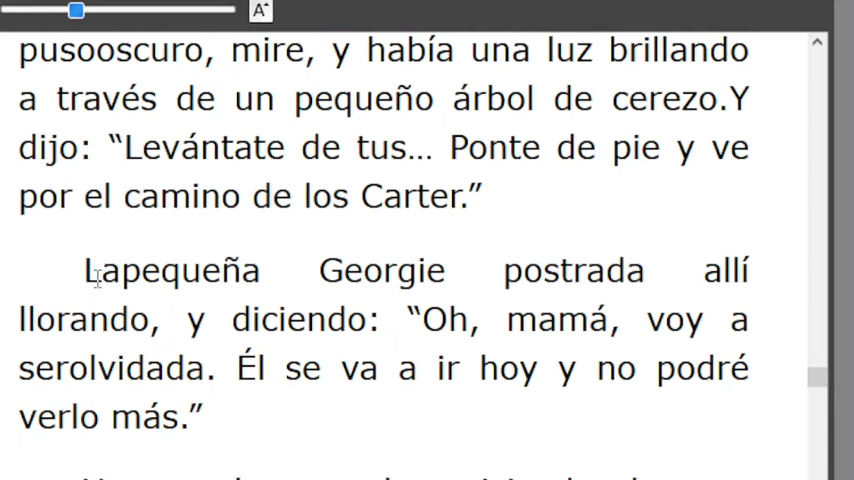 A
pusooscuro, mire, y había una luz brillando
a través de un pequeño árbol de cerezo.Y
dijo: “Levántate de tus... Ponte de pie y ve
por el camino de los Carter.”
Lapequeña Georgie postrada allí
llorando, y diciendo: “Oh, mamá, voy a
serolvidada. Él se va a ir hoy y no podré
verlo más.”